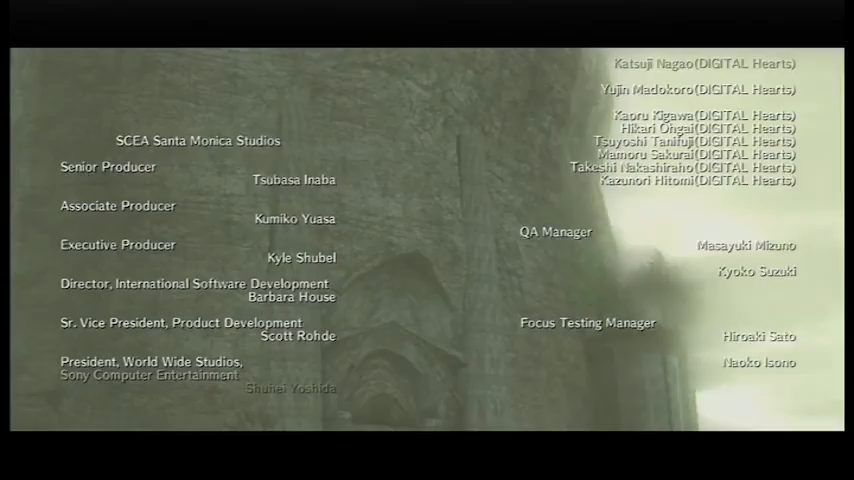 SCEA Santa Monica Studios
Senior Producer
Tsubasa Inaba
Associate Producer
Kumiko Yuasa
Executive Producer
Kyle Shubel
Director, International Software Development
Barbara House
Sr. Vice President, Product Development
Scott Rohde
President, World Wide Studios,
Sony Computer Entertainment
Shuhei Yoshida
Katsuji Nagao(DIGITAL Hearts)
Yujin Madokoro(DIGITAL Hearts)
Kaoru Kigawa(DIGITAL Hearts)
Hikari Ohgai(DIGITAL Hearts)
Tsuyoshi Tanifuji(DIGITAL Hearts)
Mamoru Sakurai(DIGITAL Hearts)
Takeshi Nakashiraho(DIGITAL Hearts)
Kazunori Hitomi(DIGITAL Hearts)
QA Manager
Masayuki Mizuno
Kyoko Suzuki
Focus Testing Manager
Hiroaki Sato
Naoko Isono